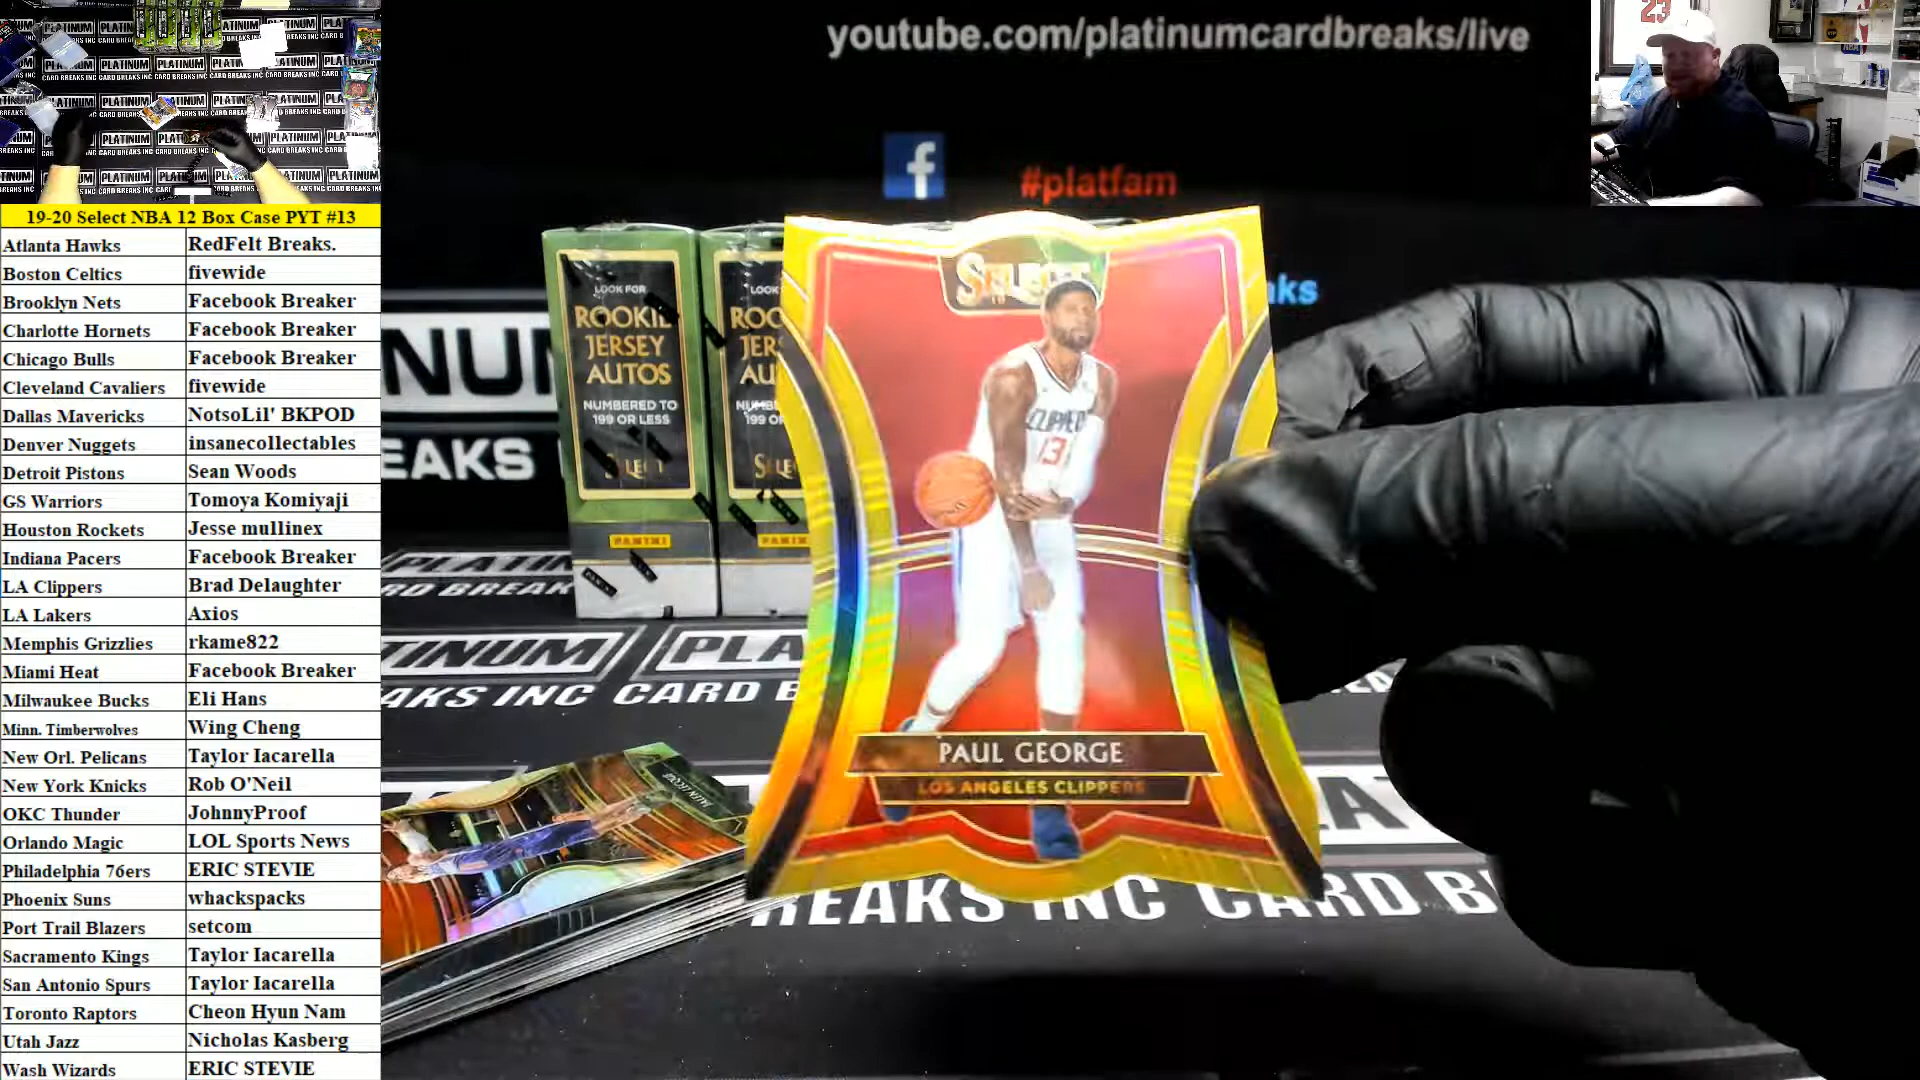 youtube.com/platinumcardbreaks/live
#platfam
19-20 Select NBA 12 Box Case PYT #13
Atlanta Hawks RedFelt Breaks.
Boston Celtics fivewide
Brooklyn Nets Facebook Breaker
Charlotte Hornets Facebook Breaker
Chicago Bulls Facebook Breaker
Cleveland Cavaliers fivewide
Dallas Mavericks NotsoLil' BKPOD
Denver Nuggets insanecollectables
Detroit Pistons Sean Woods
GS Warriors Tomoya Komiyaji
Houston Rockets Jesse mullinex
Indiana Pacers Facebook Breaker
LA Clippers Brad Delaughter
LA Lakers Axios
Memphis Grizzlies rkame822
Miami Heat Facebook Breaker
Milwaukee Bucks Eli Hans
Minn. Timberwolves Wing Cheng
New Orl. Pelicans Taylor Iacarella
New York Knicks Rob O'Neil
OKC Thunder JohnnyProof
Orlando Magic LOL Sports News
Philadelphia 76ers ERIC STEVIE
Phoenix Suns whackspacks
Port Trail Blazers setcom
Sacramento Kings Taylor Iacarella
San Antonio Spurs Taylor Iacarella
Toronto Raptors Cheon Hyun Nam
Utah Jazz Nicholas Kasberg
Wash Wizards ERIC STEVIE
LOOK FOR
ROOKIE
JERSEY
AUTOS
NUMBERED TO
199 OR LESS
SELECT
PANINI
SELECT
CLIPPERS
13
PAUL GEORGE
LOS ANGELES CLIPPERS
BREAKS INC CARD B
23